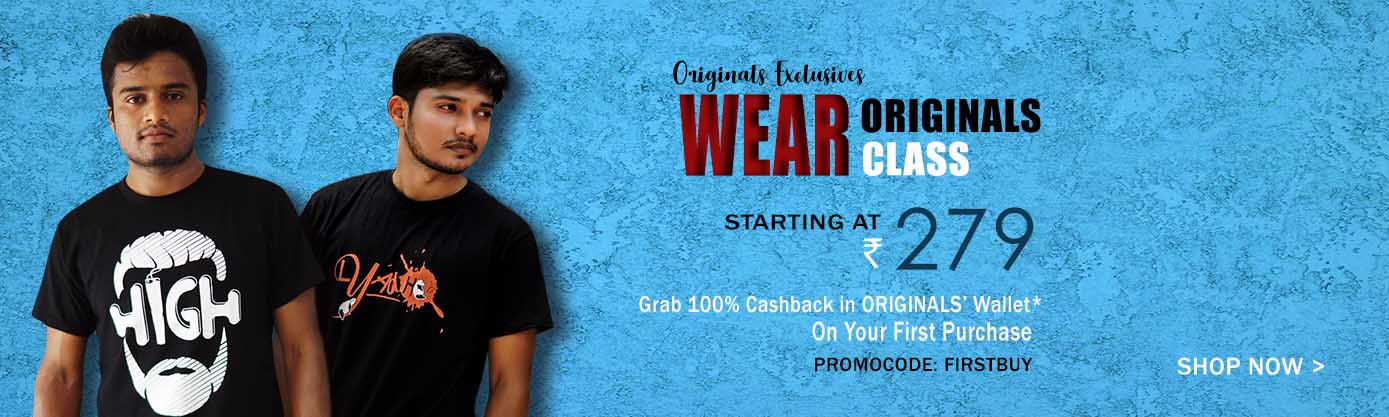 Originals Exclusives
WEAR ORIGINALS
CLASS
STARTING AT
₹ 279
Grab 100% Cashback in ORIGINALS' Wallet*
On Your First Purchase
PROMOCODE: FIRSTBUY
SHOP NOW >
HIGH